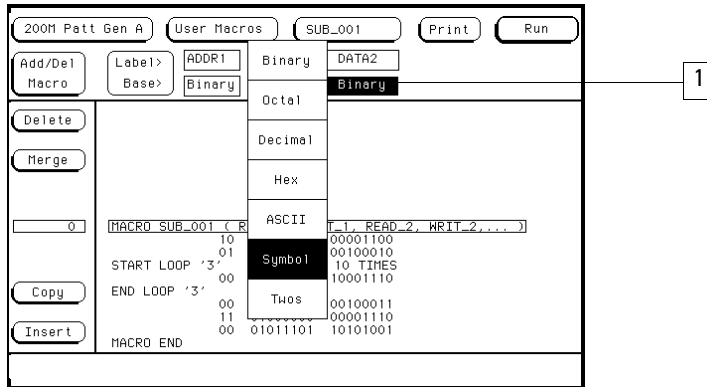 200M Patt Gen A User Macros SUB_001 Print Run
Add/Del Macro
Label> ADDR1 DATA2
Base> Binary Binary
1
Binary
Octal
Decimal
Hex
ASCII
Symbol
Twos
Delete
Merge
0
Copy
Insert
MACRO SUB_001 ( R T_1, READ_2, WRIT_2,... )
10 00001100
01 00100010
START LOOP '3' 10 TIMES
00 10001110
END LOOP '3'
00 00100011
11 00001110
00 01011101 10101001
MACRO END